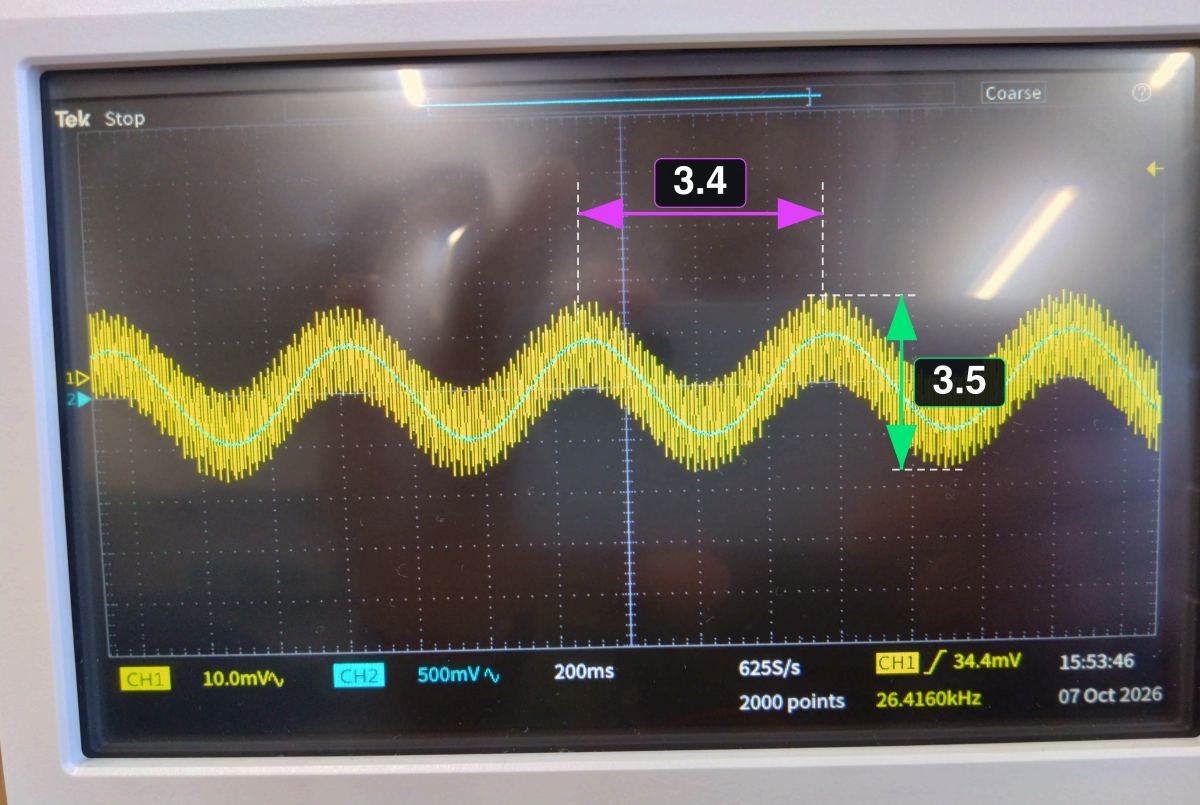 Tek Stop
Coarse
?
3.4
3.5
1
2
CH1 10.0mV
CH2 500mV
200ms
625S/s
2000 points
CH1 34.4mV
26.4160kHz
15:53:46
07 Oct 2026